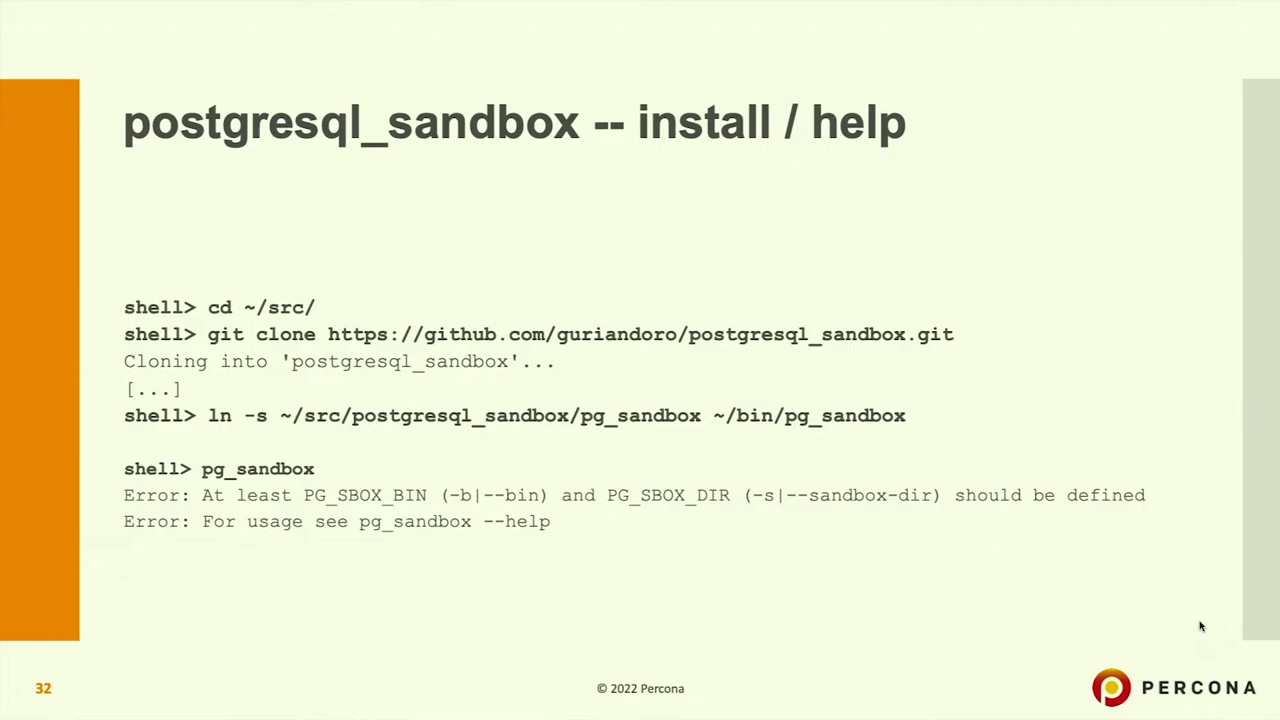 postgresql_sandbox -- install / help
shell> cd ~/src/
shell> git clone https://github.com/guriandoro/postgresql_sandbox.git
Cloning into 'postgresql_sandbox'...
[...]
shell> ln -s ~/src/postgresql_sandbox/pg_sandbox ~/bin/pg_sandbox
shell> pg_sandbox
Error: At least PG_SBOX_BIN (-b|--bin) and PG_SBOX_DIR (-s|--sandbox-dir) should be defined
Error: For usage see pg_sandbox --help
32
© 2022 Percona
PERCONA